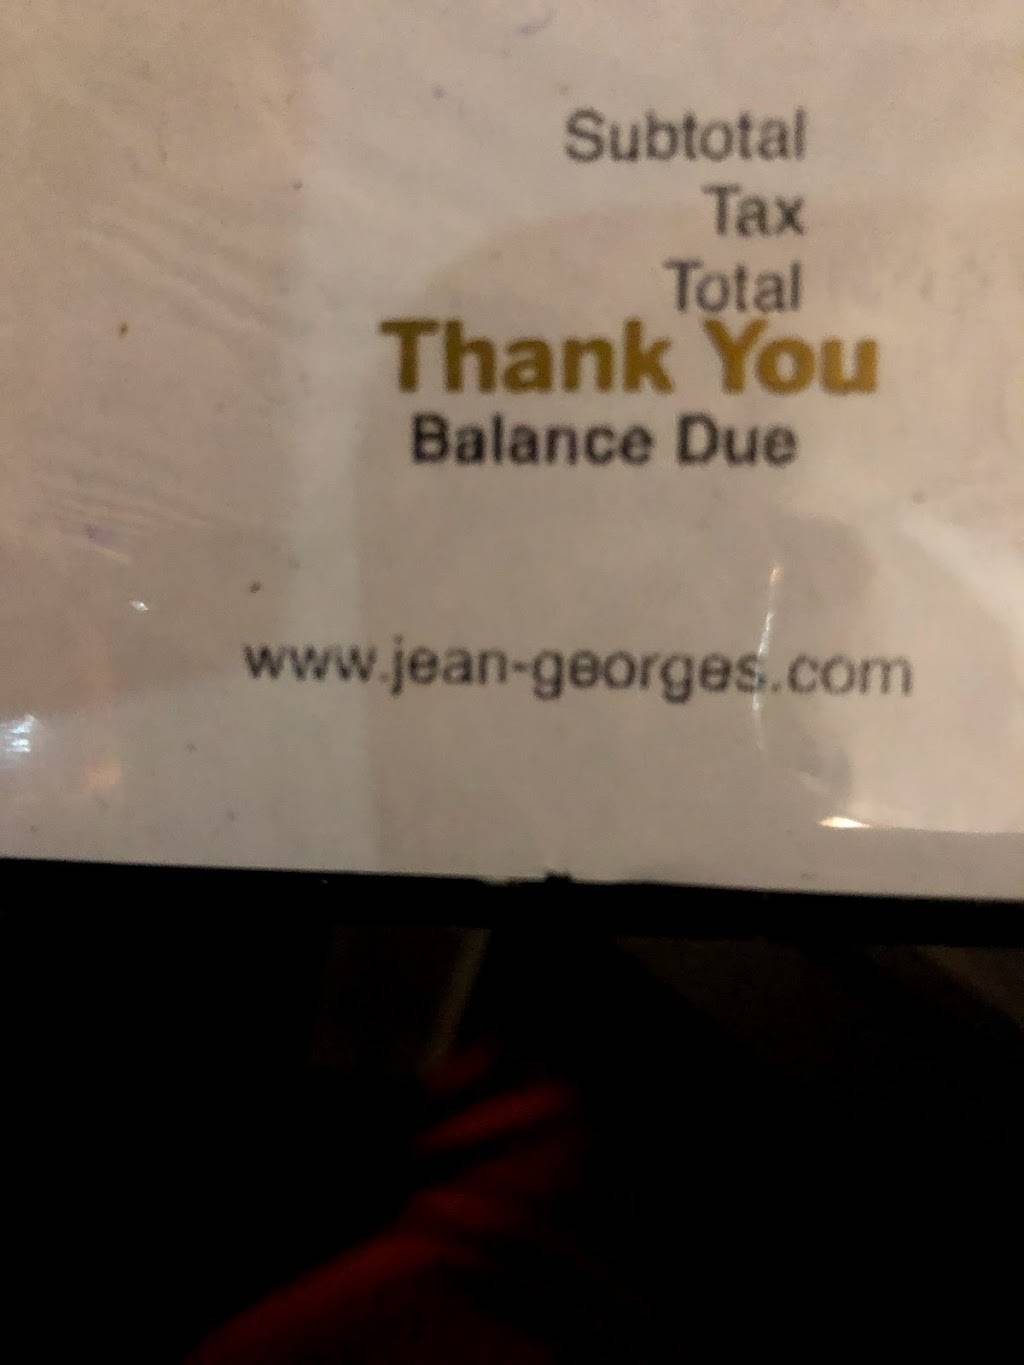 Subtotal
Tax
Total
Thank You
Balance Due
www.jean-georges.com